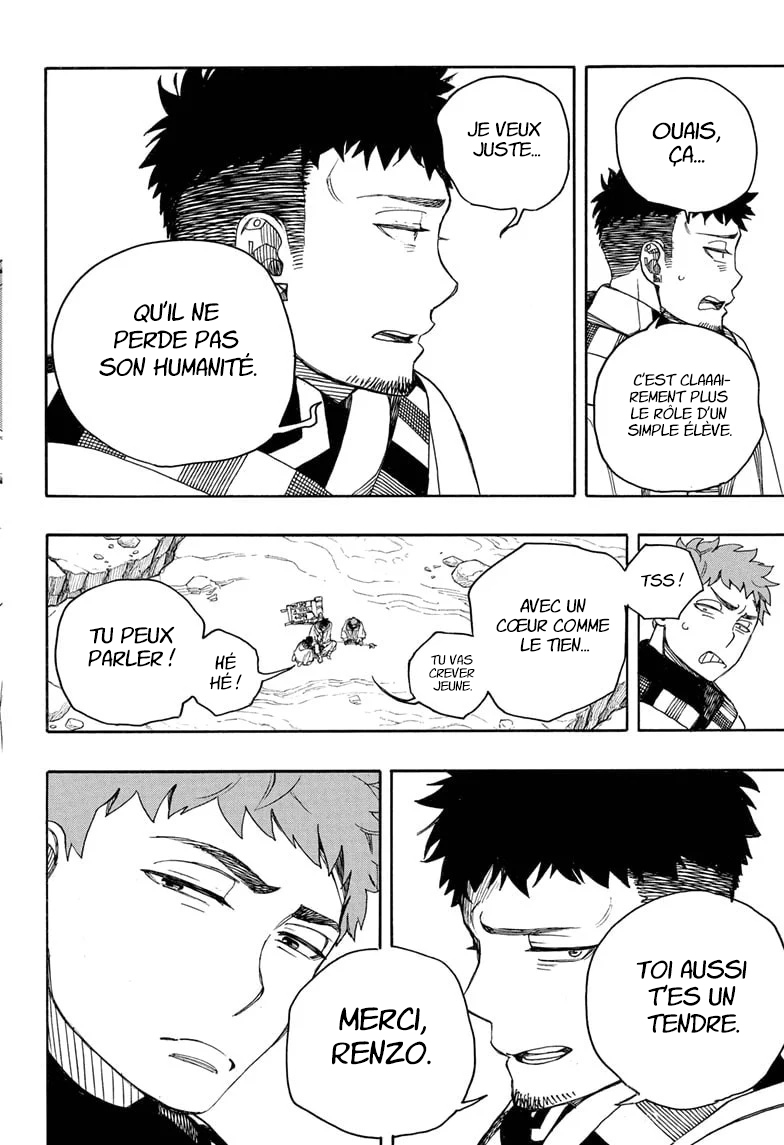 OUAIS,
ÇA...
C'EST CLAAAI-
REMENT PLUS
LE RÔLE D'UN
SIMPLE ÉLÈVE.
JE VEUX
JUSTE...
QU'IL NE
PERDE PAS
SON HUMANITÉ.
TSS !
AVEC UN
CŒUR COMME
LE TIEN...
TU VAS
CREVER
JEUNE.
HÉ
HÉ !
TU PEUX
PARLER !
TOI AUSSI
T'ES UN
TENDRE.
MERCI,
RENZO.